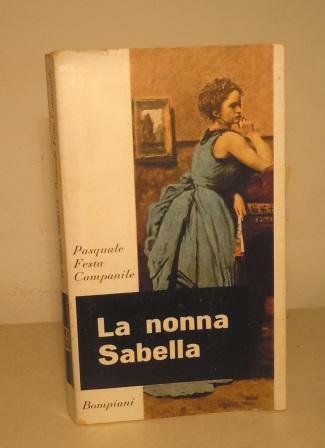 Pasquale
Festa
Campanile
La nonna
Sabella
Bompiani